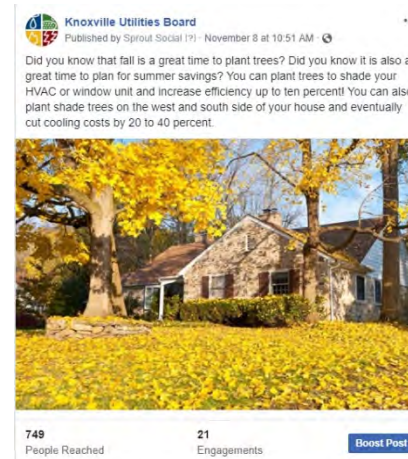 Knoxville Utilities Board
Published by Sprout Social [?] · November 8 at 10:51 AM ·
Did you know that fall is a great time to plant trees? Did you know it is also a
great time to plan for summer savings? You can plant trees to shade your
HVAC or window unit and increase efficiency up to ten percent! You can also
plant shade trees on the west and south side of your house and eventually
cut cooling costs by 20 to 40 percent.
749
People Reached
21
Engagements
Boost Post